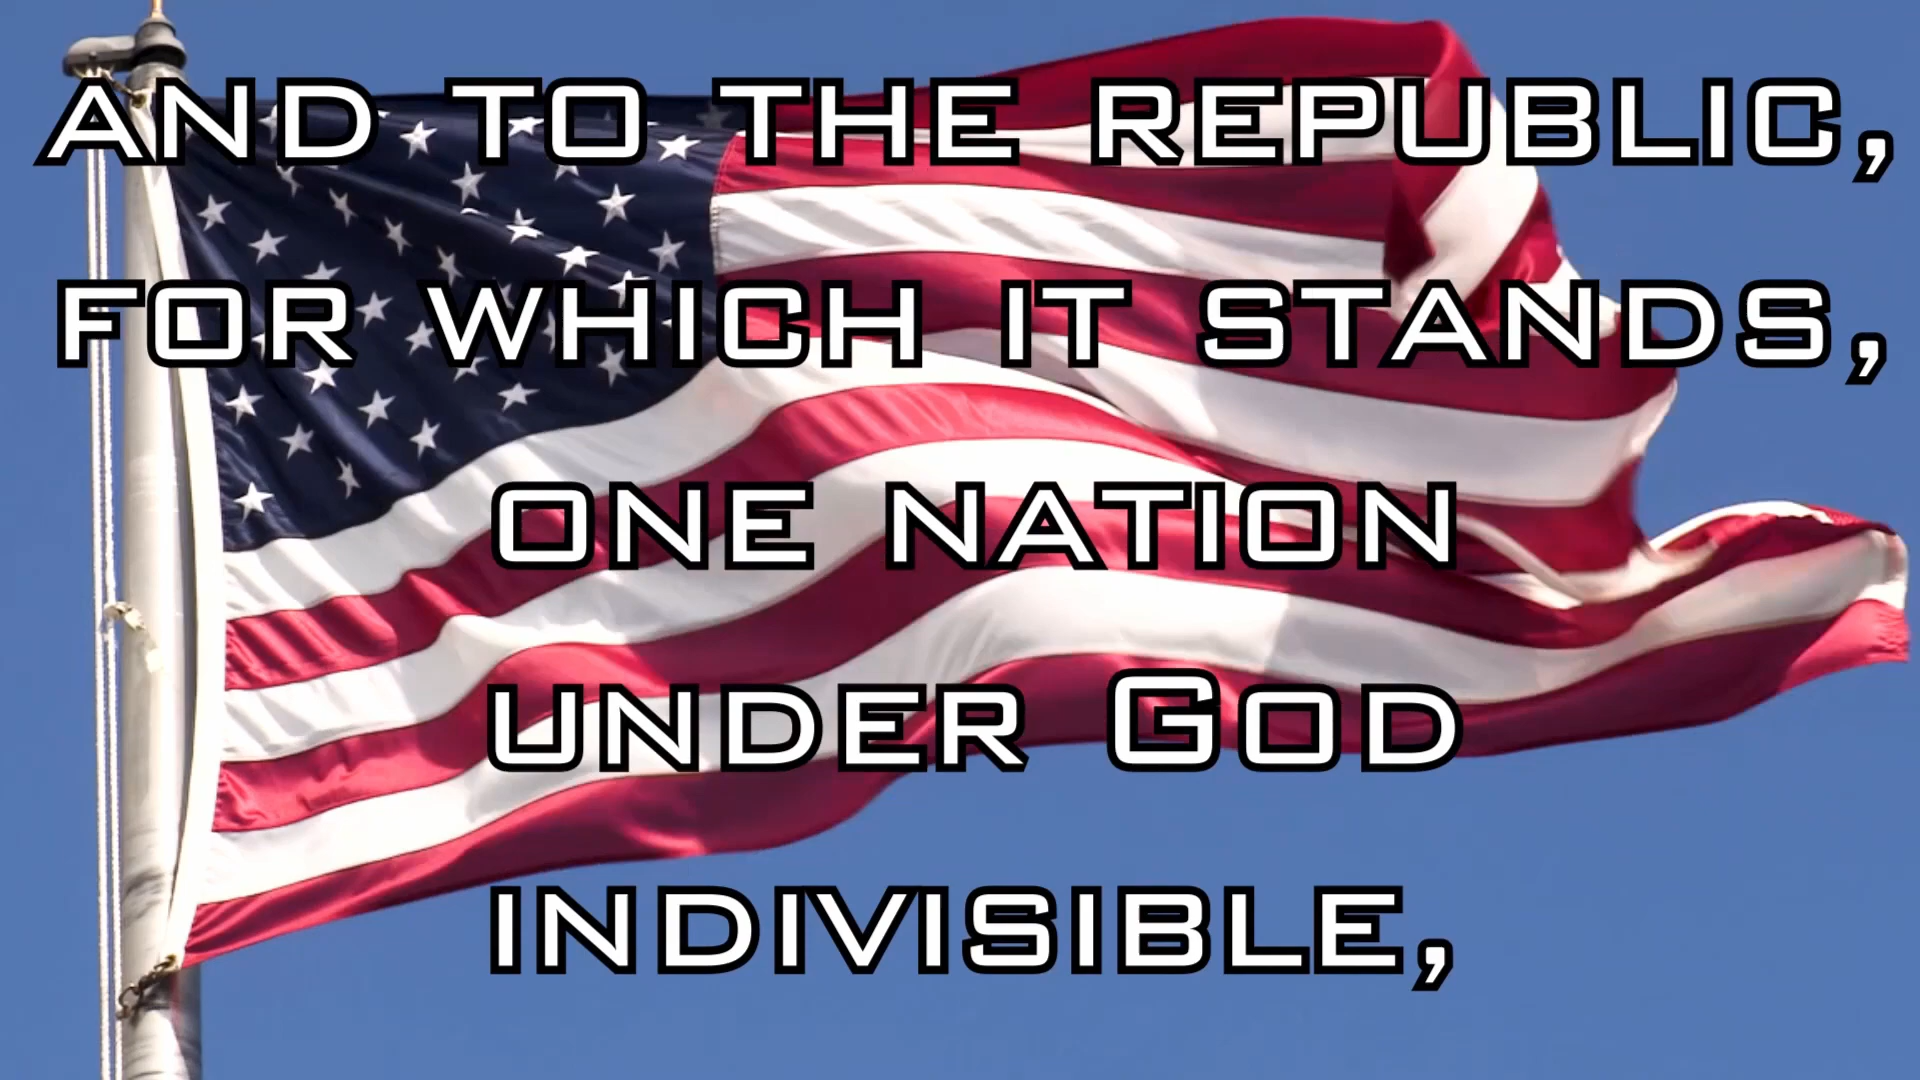 AND TO THE REPUBLIC,
FOR WHICH IT STANDS,
ONE NATION
UNDER GOD
INDIVISIBLE,